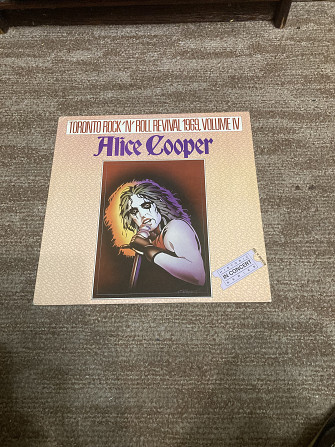 TORONTO ROCK 'N' ROLL REVIVAL 1969, VOLUME IV
Alice Cooper
IN CONCERT